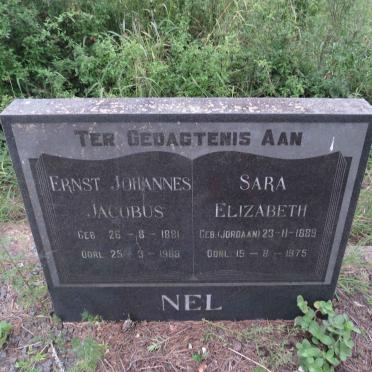 TER GEDAGTENIS AAN
ERNST JOHANNES
JACOBUS
GEB. 26-8-1881
OORL. 25-3-1968
SARA
ELIZABETH
GEB. (JORDAAN) 23-11-1889
OORL. 15-8-1975
NEL